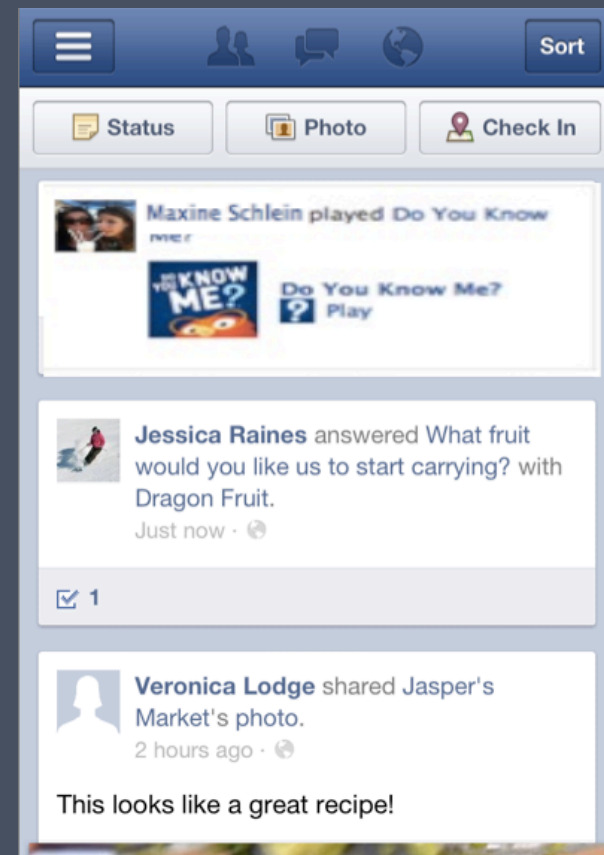 Sort
Status Photo Check In
Maxine Schlein played Do You Know
Me?
KNOW
ME?
Do You Know Me?
? Play
Jessica Raines answered What fruit
would you like us to start carrying? with
Dragon Fruit.
Just now ·
1
Veronica Lodge shared Jasper's
Market's photo.
2 hours ago ·
This looks like a great recipe!